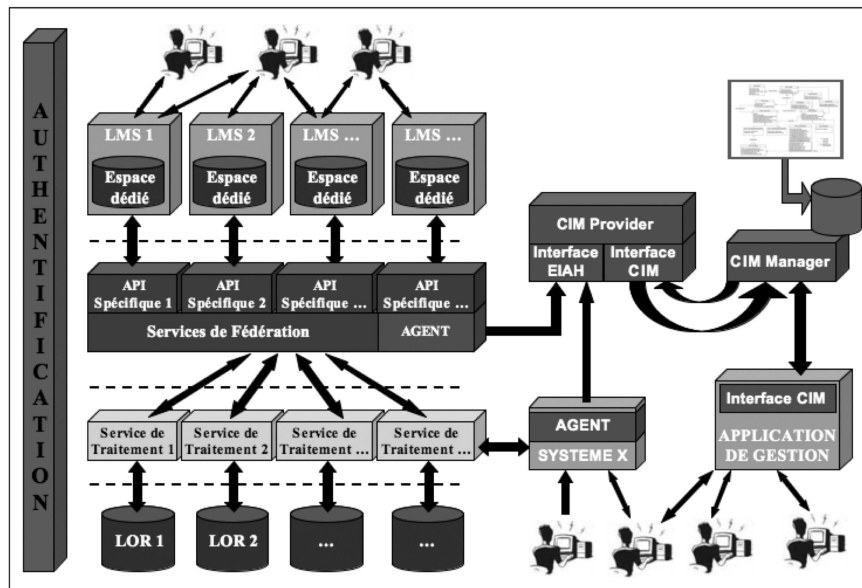 AUTHENTIFICATION
LMS 1
LMS 2
LMS ...
LMS ...
Espace
dédié
Espace
dédié
Espace
dédié
Espace
dédié
API
Spécifique 1
API
Spécifique 2
API
Spécifique ...
API
Spécifique ...
Services de Fédération
AGENT
Service de
Traitement 1
Service de
Traitement 2
Service de
Traitement ...
Service de
Traitement ...
LOR 1
LOR 2
...
...
CIM Provider
Interface
EIAH
Interface
CIM
CIM Manager
AGENT
SYSTEME X
Interface CIM
APPLICATION
DE GESTION